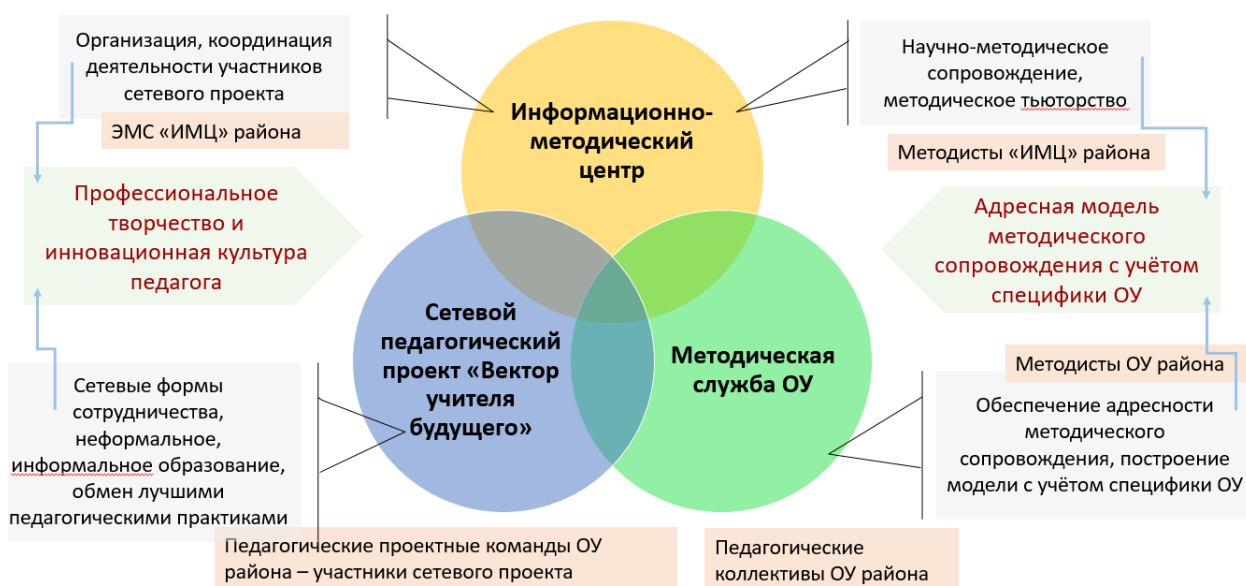 Организация, координация
деятельности участников
сетевого проекта
ЭМС «ИМЦ» района
Профессиональное
творчество и
инновационная культура
педагога
Сетевые формы
сотрудничества,
неформальное,
информальное образование,
обмен лучшими
педагогическими практиками
Педагогические проектные команды ОУ
района – участники сетевого проекта
Информационно-
методический
центр
Сетевой
педагогический
проект «Вектор
учителя
будущего»
Методическая
служба ОУ
Научно-методическое
сопровождение,
методическое тьюторство
Методисты «ИМЦ» района
Адресная модель
методического
сопровождения с учётом
специфики ОУ
Методисты ОУ района
Обеспечение адресности
методического
сопровождения, построение
модели с учётом специфики ОУ
Педагогические
коллективы ОУ района